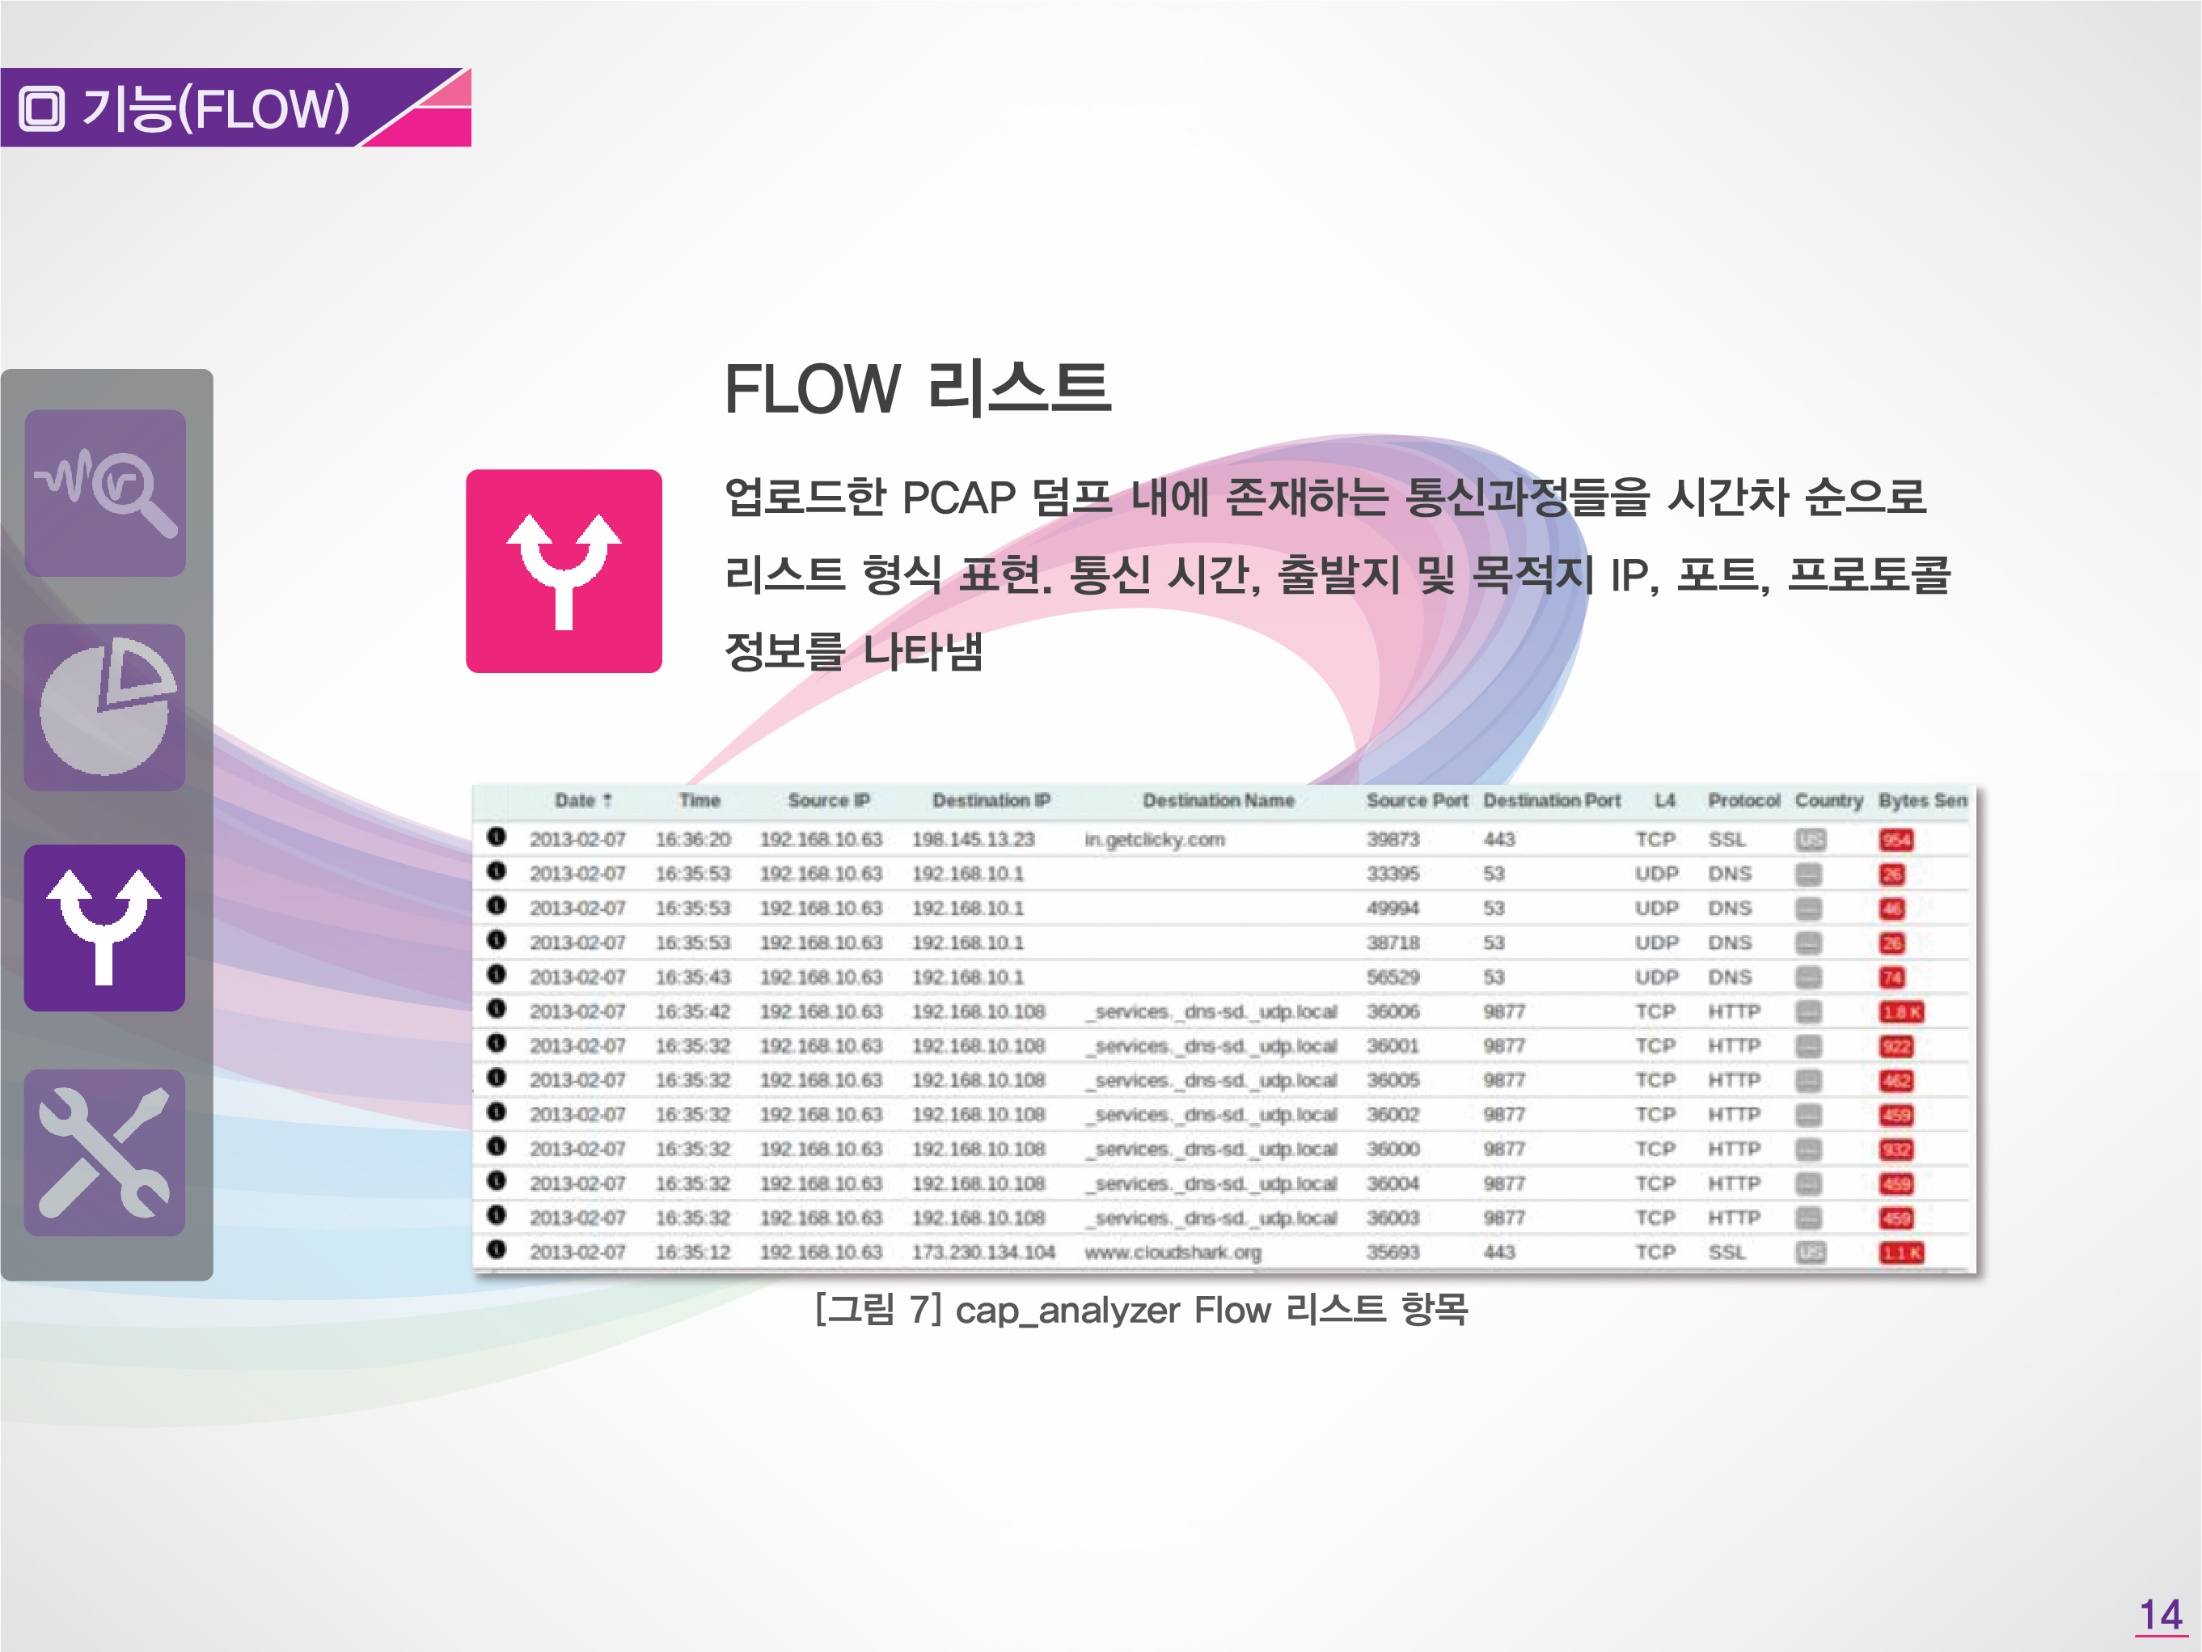 기능(FLOW)
FLOW 리스트
업로드한 PCAP 덤프 내에 존재하는 통신과정들을 시간차 순으로
리스트 형식 표현. 통신 시간, 출발지 및 목적지 IP, 포트, 프로토콜
정보를 나타냄
Date ↑ Time Source IP Destination IP Destination Name Source Port Destination Port L4 Protocol Country Bytes Sen
2013-02-07 16:36:20 192.168.10.63 198.145.13.23 in.getclicky.com 39873 443 TCP SSL US 954
2013-02-07 16:35:53 192.168.10.63 192.168.10.1 33395 53 UDP DNS 26
2013-02-07 16:35:53 192.168.10.63 192.168.10.1 49994 53 UDP DNS 46
2013-02-07 16:35:53 192.168.10.63 192.168.10.1 38718 53 UDP DNS 26
2013-02-07 16:35:43 192.168.10.63 192.168.10.1 56529 53 UDP DNS 74
2013-02-07 16:35:42 192.168.10.63 192.168.10.108 _services._dns-sd._udp.local 36006 9877 TCP HTTP 1.8 K
2013-02-07 16:35:32 192.168.10.63 192.168.10.108 _services._dns-sd._udp.local 36001 9877 TCP HTTP 922
2013-02-07 16:35:32 192.168.10.63 192.168.10.108 _services._dns-sd._udp.local 36005 9877 TCP HTTP 462
2013-02-07 16:35:32 192.168.10.63 192.168.10.108 _services._dns-sd._udp.local 36002 9877 TCP HTTP 459
2013-02-07 16:35:32 192.168.10.63 192.168.10.108 _services._dns-sd._udp.local 36000 9877 TCP HTTP 932
2013-02-07 16:35:32 192.168.10.63 192.168.10.108 _services._dns-sd._udp.local 36004 9877 TCP HTTP 459
2013-02-07 16:35:32 192.168.10.63 192.168.10.108 _services._dns-sd._udp.local 36003 9877 TCP HTTP 459
2013-02-07 16:35:12 192.168.10.63 173.230.134.104 www.cloudshark.org 35693 443 TCP SSL US 1.1 K
[그림 7] cap_analyzer Flow 리스트 항목
14